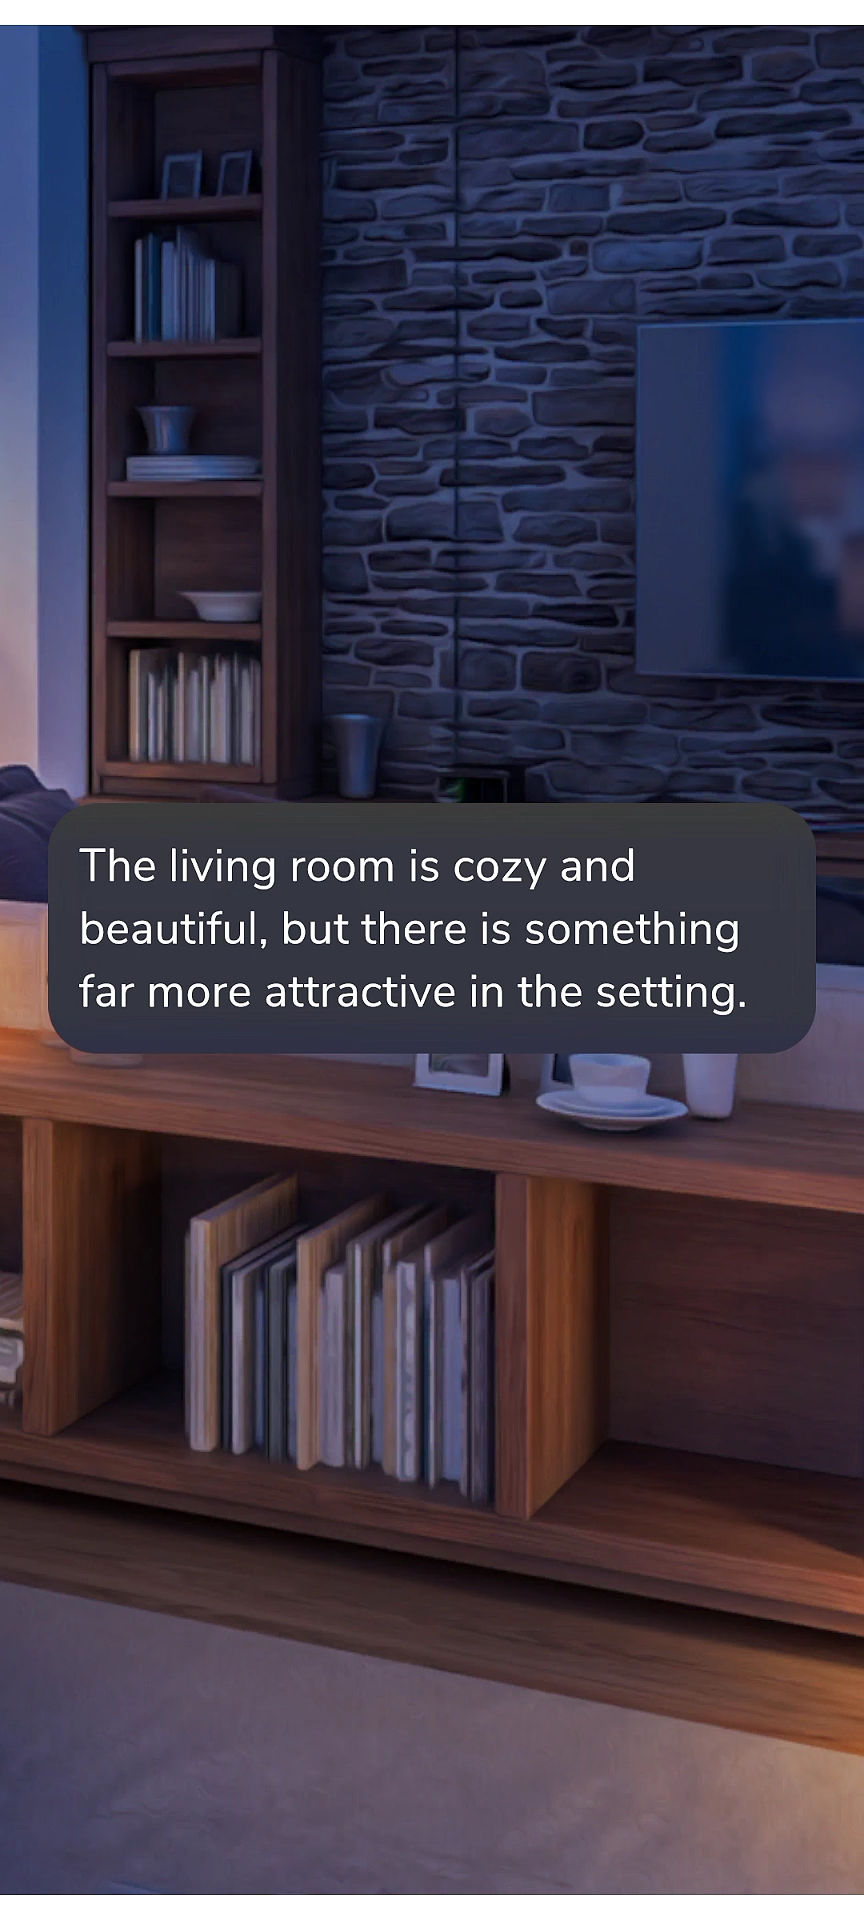 The living room is cozy and
beautiful, but there is something
far more attractive in the setting.